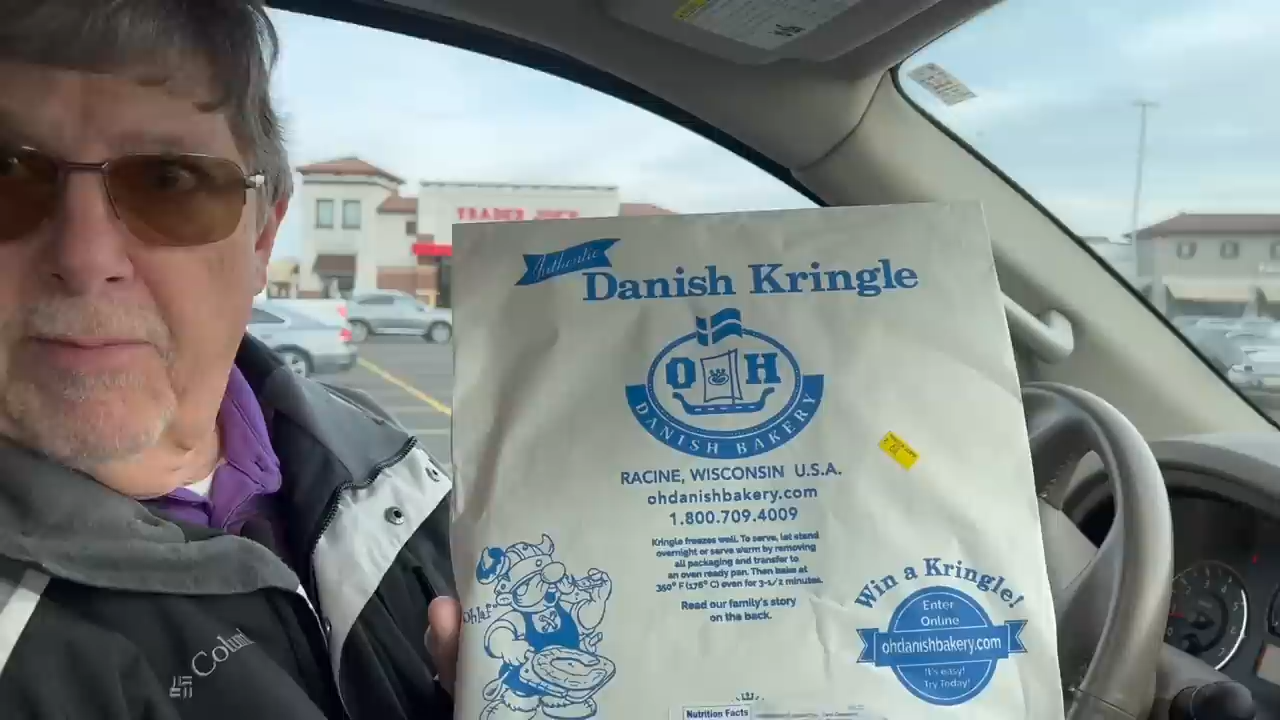 TRADER JOE'S
Authentic
Danish Kringle
O H
DANISH BAKERY
RACINE, WISCONSIN U.S.A.
ohdanishbakery.com
1.800.709.4009
Kringle freezes well. To serve, let stand
overnight or serve warm by removing
all packaging and transfer to
an oven ready pan. Then bake at
350° F (176° C) oven for 3-1/2 minutes.
Read our family's story
on the back.
Ohla!
Win a Kringle!
Enter
Online
ohdanishbakery.com
It's easy!
Try Today!
Nutrition Facts
Columbia